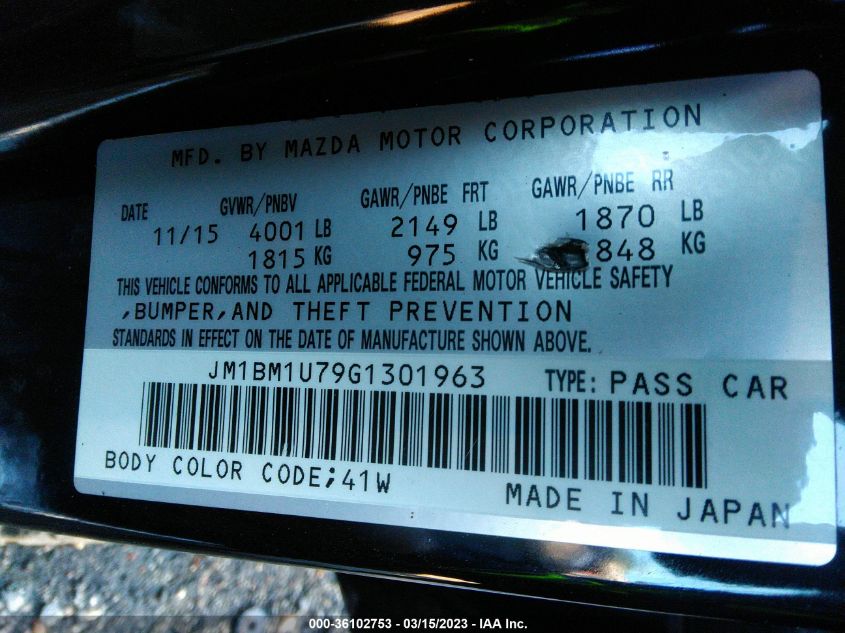 MFD. BY MAZDA MOTOR CORPORATION
DATE GVWR/PNBV GAWR/PNBE FRT GAWR/PNBE RR
11/15 4001 LB 2149 LB 1870 LB
1815 KG 975 KG 848 KG
THIS VEHICLE CONFORMS TO ALL APPLICABLE FEDERAL MOTOR VEHICLE SAFETY
,BUMPER,AND THEFT PREVENTION
STANDARDS IN EFFECT ON THE DATE OF MANUFACTURE SHOWN ABOVE.
JM1BM1U79G1301963 TYPE: PASS CAR
BODY COLOR CODE;41W
MADE IN JAPAN
000-36102753 - 03/15/2023 - IAA Inc.